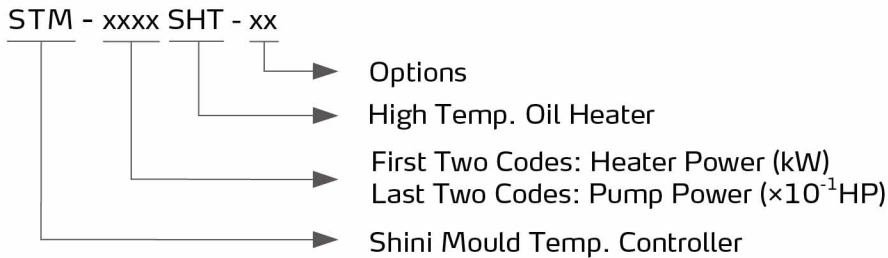 STM - xxxx SHT - xx
Options
High Temp. Oil Heater
First Two Codes: Heater Power (kW)
Last Two Codes: Pump Power (×10⁻¹HP)
Shini Mould Temp. Controller